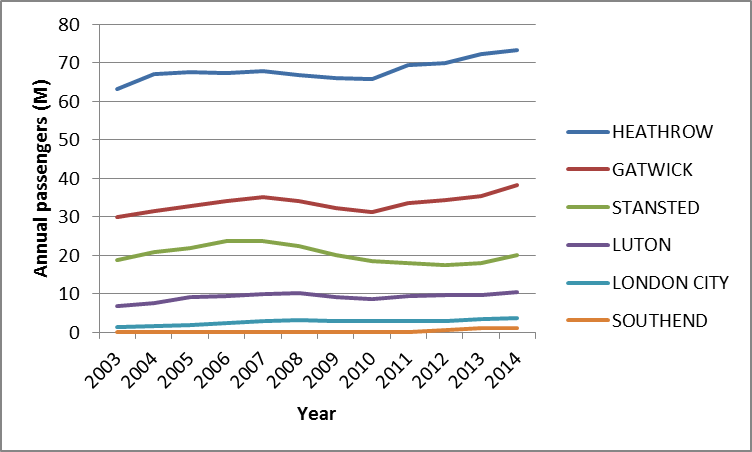 80
70
60
50
40
30
20
10
0
Annual passengers (M)
2003 2004 2005 2006 2007 2008 2009 2010 2011 2012 2013 2014
Year
HEATHROW
GATWICK
STANSTED
LUTON
LONDON CITY
SOUTHEND